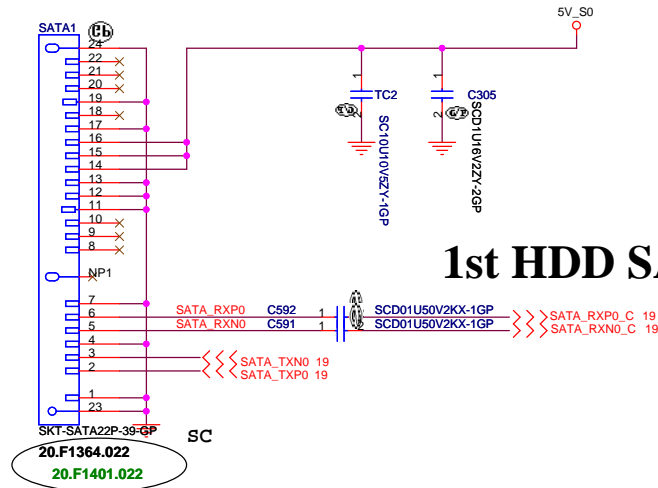 SATA1
5V_S0
24
22
21
20
19
18
17
16
15
14
13
12
11
10
9
8
NP1
7
6
5
4
3
2
1
23
1
TC2
2
SC10U10V5ZY-1GP
1
C305
2
SCD1U16V2ZY-2GP
1st HDD SA
SATA_RXP0 C592 1 SCD01U50V2KX-1GP SATA_RXP0_C 19
SATA_RXN0 C591 1 SCD01U50V2KX-1GP SATA_RXN0_C 19
SATA_TXN0 19
SATA_TXP0 19
SKT-SATA22P-39-GP
SC
20.F1364.022
20.F1401.022